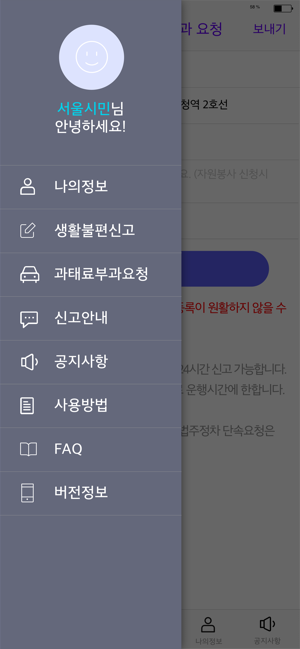 과 요청
보내기
서울시민님
안녕하세요!
청역 2호선
나의정보
요. (자원봉사 신청시
생활불편신고
과태료부과요청
등록이 원활하지 않을 수
신고안내
공지사항
24시간 신고 가능합니다.
운행시간에 한합니다.
사용방법
법주정차 단속요청은
FAQ
버전정보
나의정보
공지사항